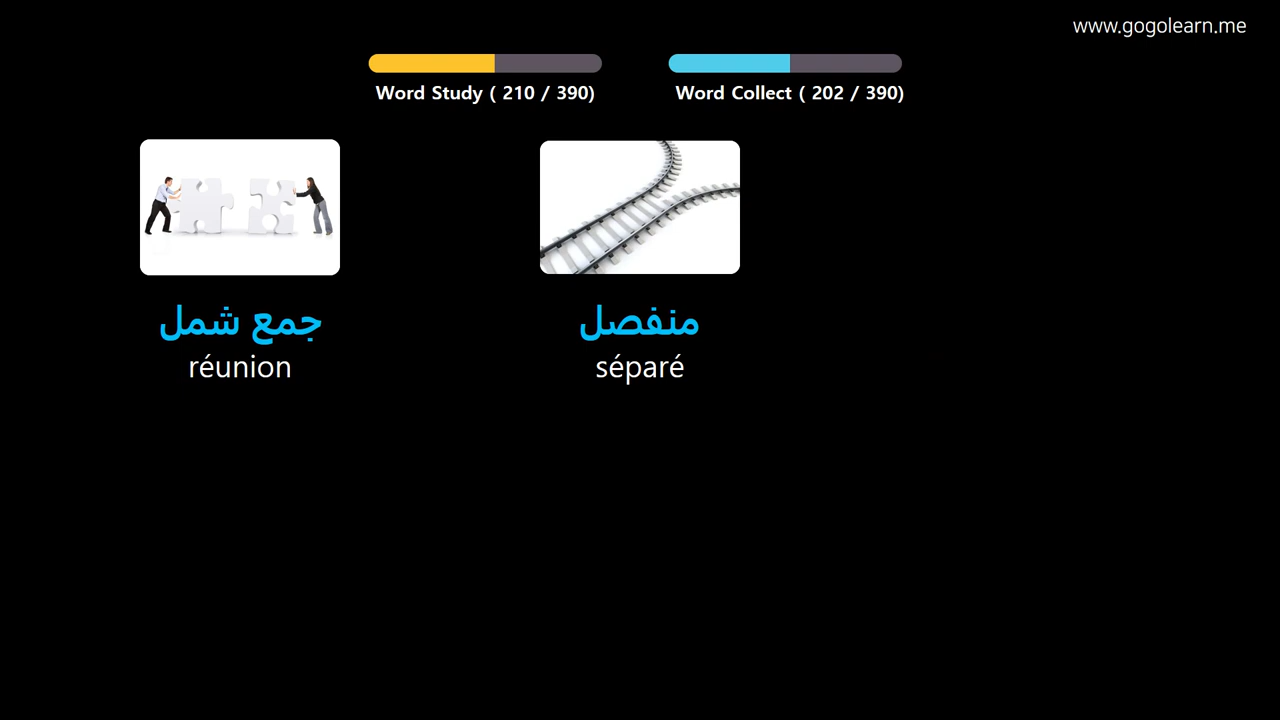 www.gogolearn.me
Word Study ( 210 / 390)
Word Collect ( 202 / 390)
جمع شمل
réunion
منفصل
séparé